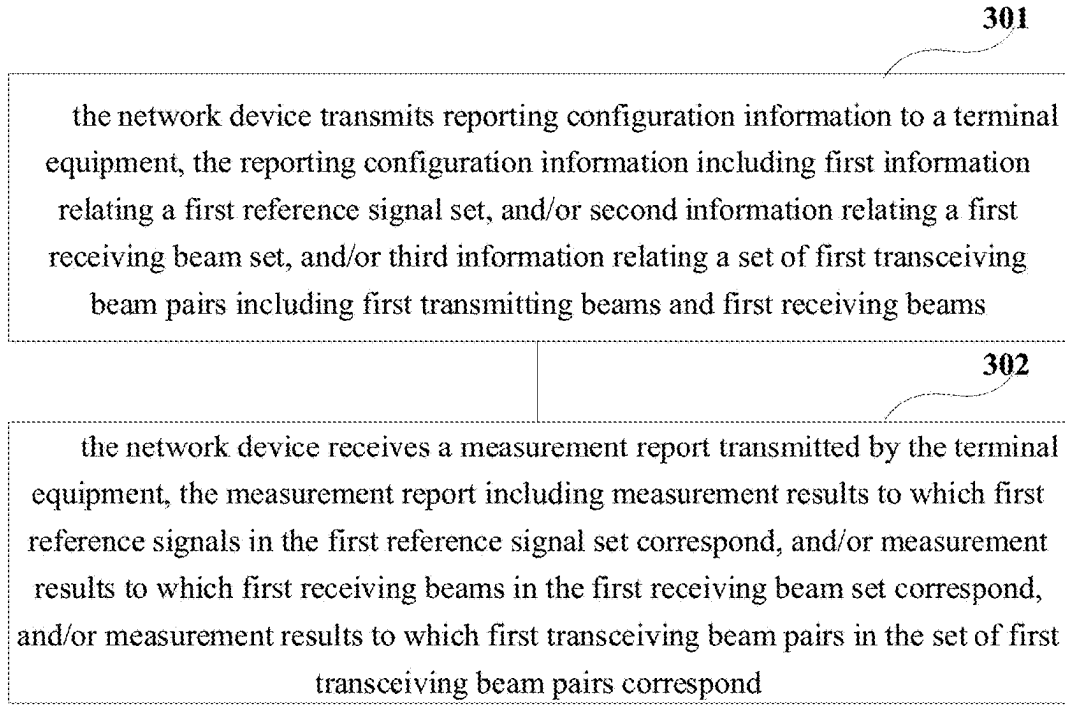 301
the network device transmits reporting configuration information to a terminal
equipment, the reporting configuration information including first information
relating a first reference signal set, and/or second information relating a first
receiving beam set, and/or third information relating a set of first transceiving
beam pairs including first transmitting beams and first receiving beams
302
the network device receives a measurement report transmitted by the terminal
equipment, the measurement report including measurement results to which first
reference signals in the first reference signal set correspond, and/or measurement
results to which first receiving beams in the first receiving beam set correspond,
and/or measurement results to which first transceiving beam pairs in the set of first
transceiving beam pairs correspond